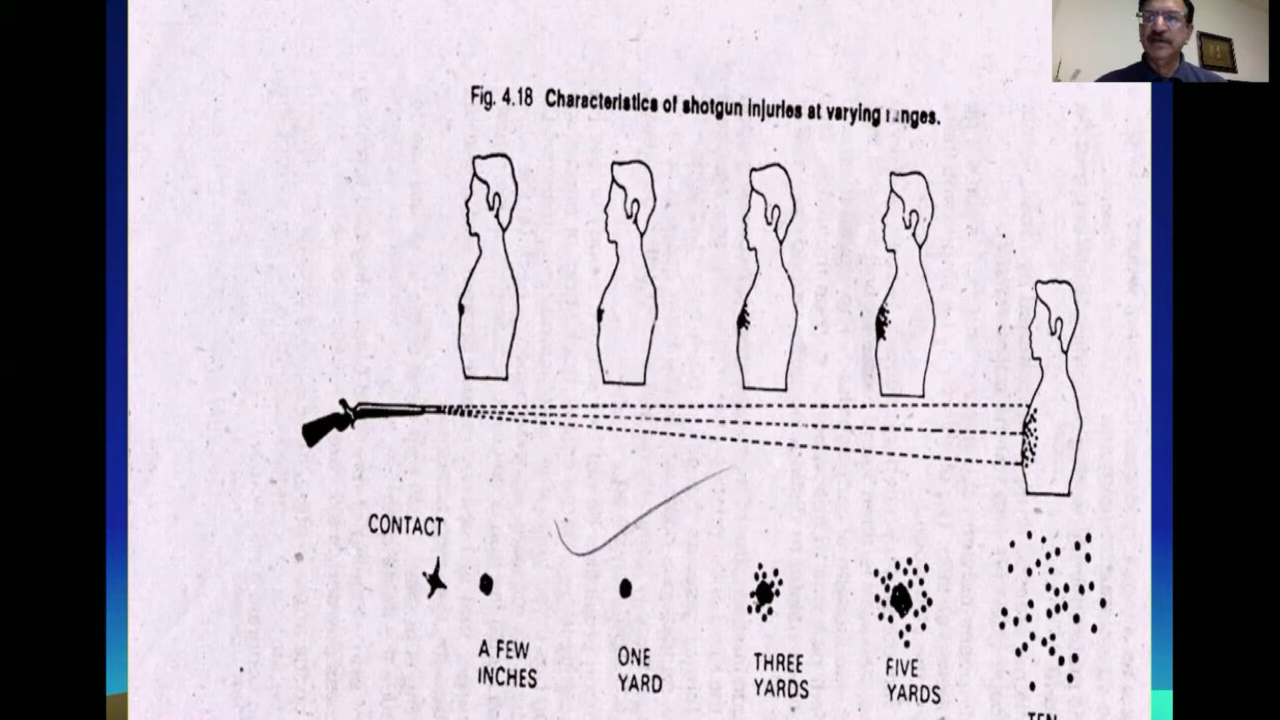 Fig. 4.18 Characteristics of shotgun injuries at varying ranges.
CONTACT
A FEW
INCHES
ONE
YARD
THREE
YARDS
FIVE
YARDS
TEN